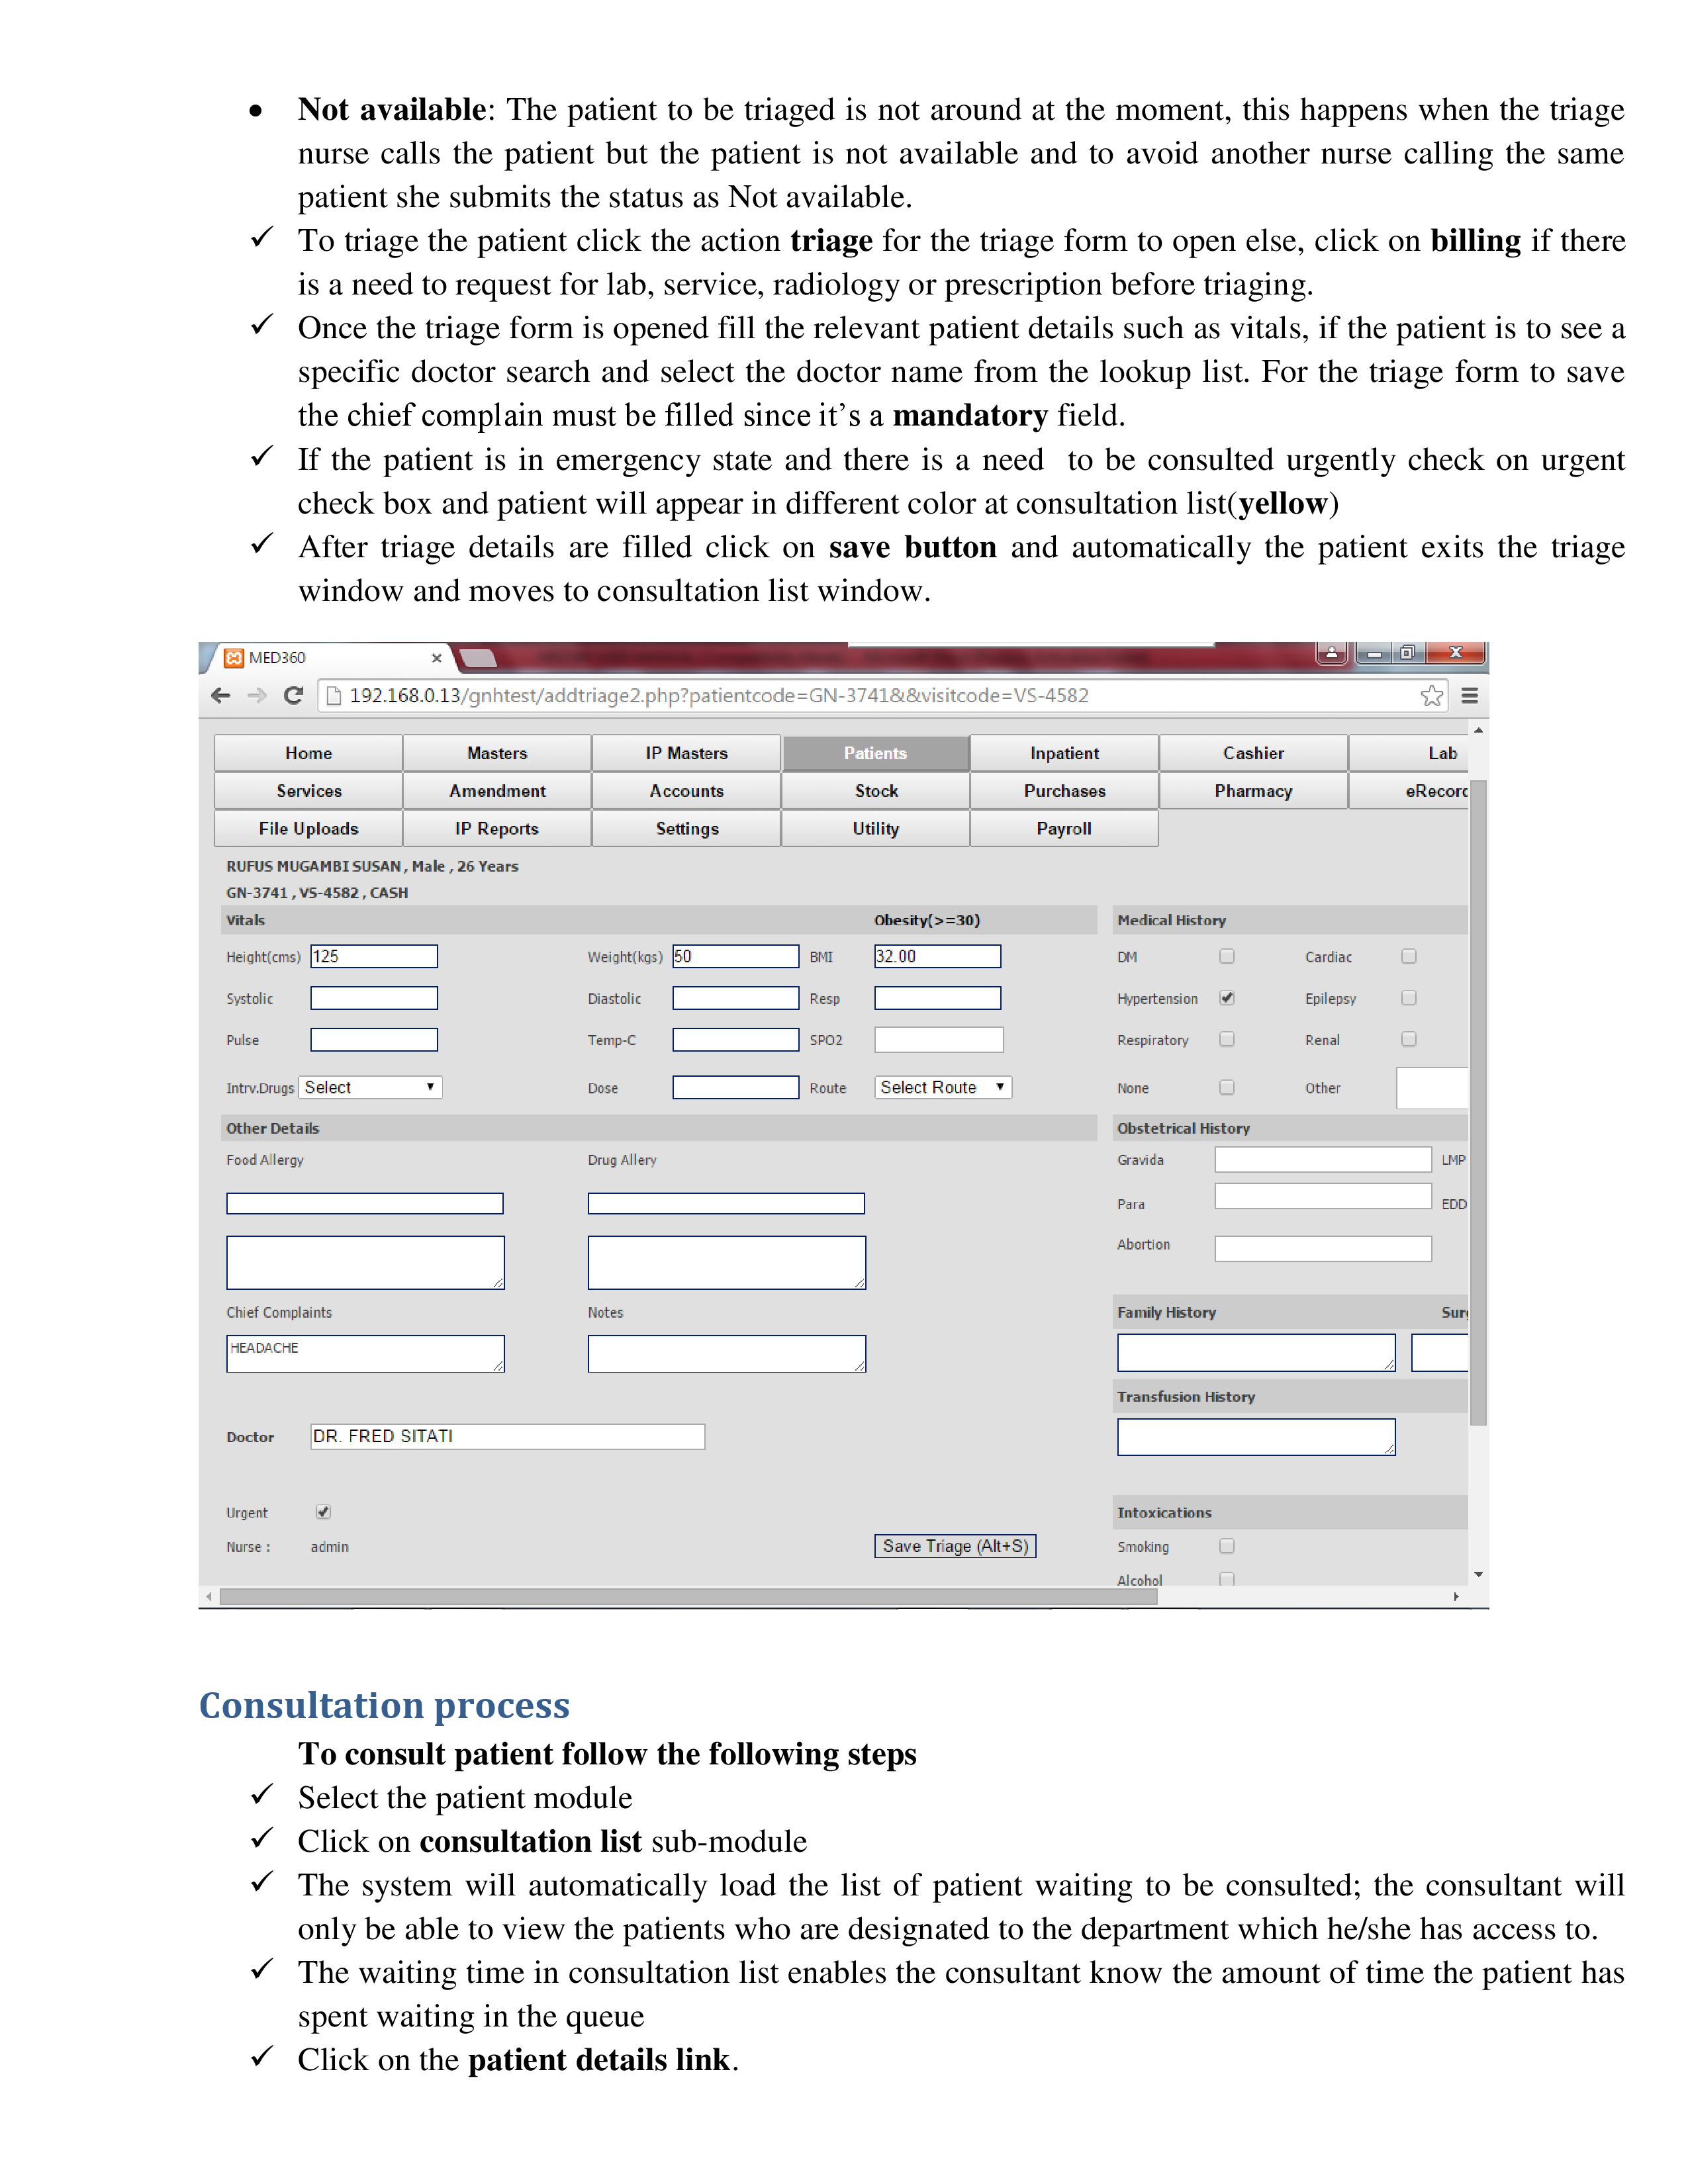 • Not available: The patient to be triaged is not around at the moment, this happens when the triage
nurse calls the patient but the patient is not available and to avoid another nurse calling the same
patient she submits the status as Not available.
✓ To triage the patient click the action triage for the triage form to open else, click on billing if there
is a need to request for lab, service, radiology or prescription before triaging.
✓ Once the triage form is opened fill the relevant patient details such as vitals, if the patient is to see a
specific doctor search and select the doctor name from the lookup list. For the triage form to save
the chief complain must be filled since it’s a mandatory field.
✓ If the patient is in emergency state and there is a need to be consulted urgently check on urgent
check box and patient will appear in different color at consultation list(yellow)
✓ After triage details are filled click on save button and automatically the patient exits the triage
window and moves to consultation list window.
MED360
192.168.0.13/gnhtest/addtriage2.php?patientcode=GN-3741&&visitcode=VS-4582
Home Masters IP Masters Patients Inpatient Cashier Lab
Services Amendment Accounts Stock Purchases Pharmacy eRecord
File Uploads IP Reports Settings Utility Payroll
RUFUS MUGAMBI SUSAN , Male , 26 Years
GN-3741 , VS-4582 , CASH
Vitals Obesity(>=30) Medical History
Height(cms) 125 Weight(kgs) 50 BMI 32.00 DM Cardiac
Systolic Diastolic Resp Hypertension Epilepsy
Pulse Temp-C SPO2 Respiratory Renal
Intrv.Drugs Select Dose Route Select Route None Other
Other Details Obstetrical History
Food Allergy Drug Allery Gravida LMP
Para EDD
Abortion
Chief Complaints Notes Family History Surg
HEADACHE
Transfusion History
Doctor DR. FRED SITATI
Urgent Intoxications
Nurse : admin Save Triage (Alt+S) Smoking
Alcohol
Consultation process
To consult patient follow the following steps
✓ Select the patient module
✓ Click on consultation list sub-module
✓ The system will automatically load the list of patient waiting to be consulted; the consultant will
only be able to view the patients who are designated to the department which he/she has access to.
✓ The waiting time in consultation list enables the consultant know the amount of time the patient has
spent waiting in the queue
✓ Click on the patient details link.